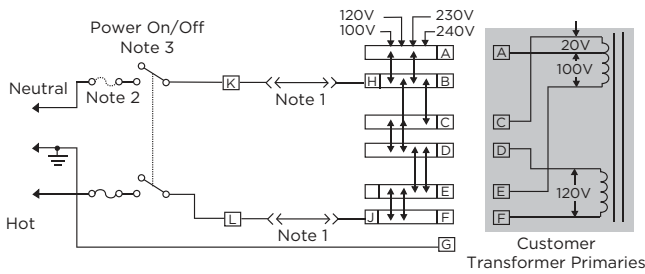 Power On/Off
Note 3
120V
230V
100V
240V
A
A
20V
100V
Neutral
Note 2
K
Note 1
H
B
C
C
D
D
E
E
120V
Hot
L
Note 1
J
F
F
G
Customer
Transformer Primaries